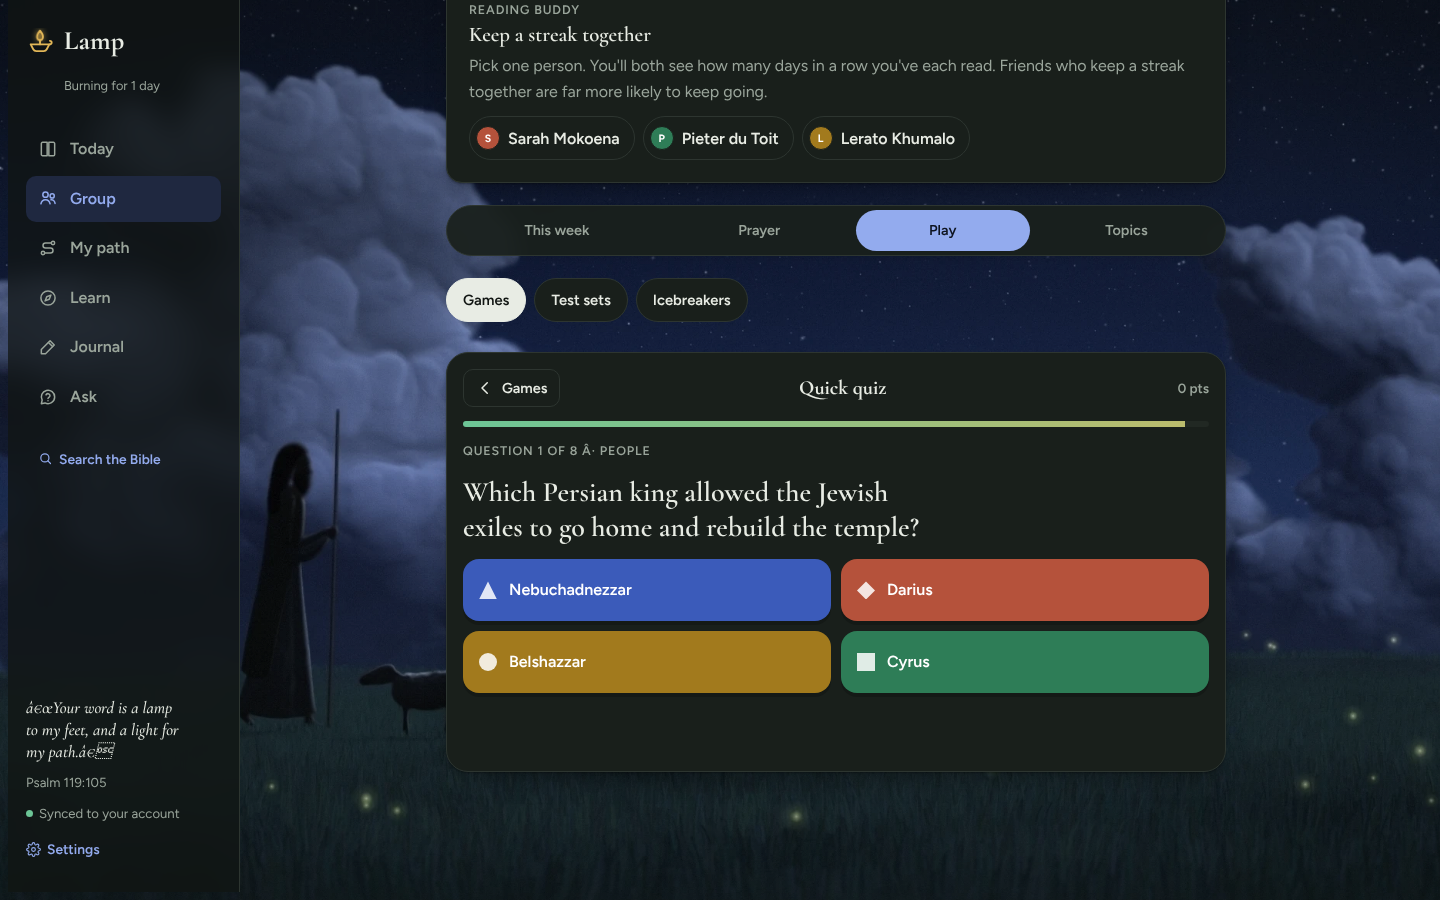 Lamp
Burning for 1 day
Today
Group
My path
Learn
Journal
Ask
Search the Bible
“Your word is a lamp
to my feet, and a light for
my path.â€
Psalm 119:105
Synced to your account
Settings
READING BUDDY
Keep a streak together
Pick one person. You'll both see how many days in a row you've each read. Friends who keep a streak
together are far more likely to keep going.
S Sarah Mokoena
P Pieter du Toit
L Lerato Khumalo
This week
Prayer
Play
Topics
Games
Test sets
Icebreakers
Games
Quick quiz
0 pts
QUESTION 1 OF 8 Â· PEOPLE
Which Persian king allowed the Jewish
exiles to go home and rebuild the temple?
Nebuchadnezzar
Darius
Belshazzar
Cyrus